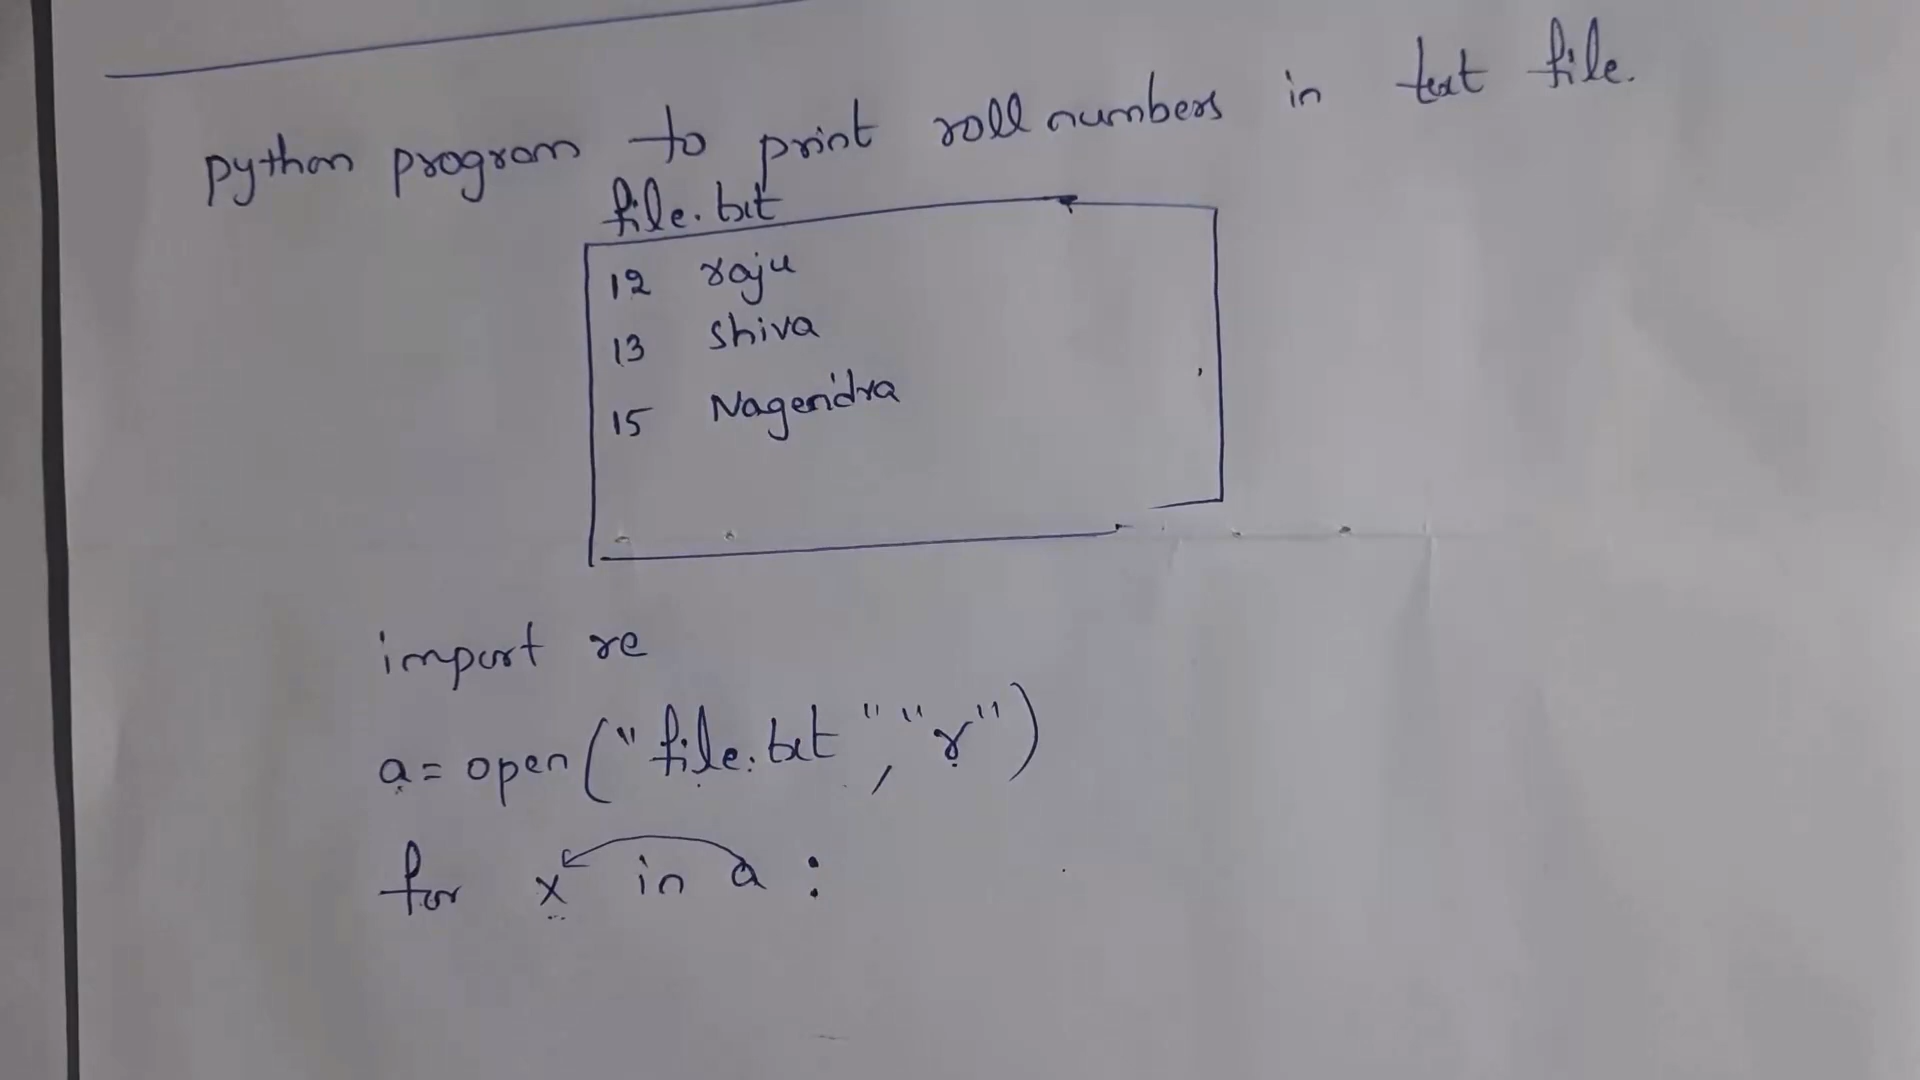 python program to print roll numbers in text file.
file.txt
12 raju
13 shiva
15 Nagendra
import re
a=open("file.txt","r")
for x in a: